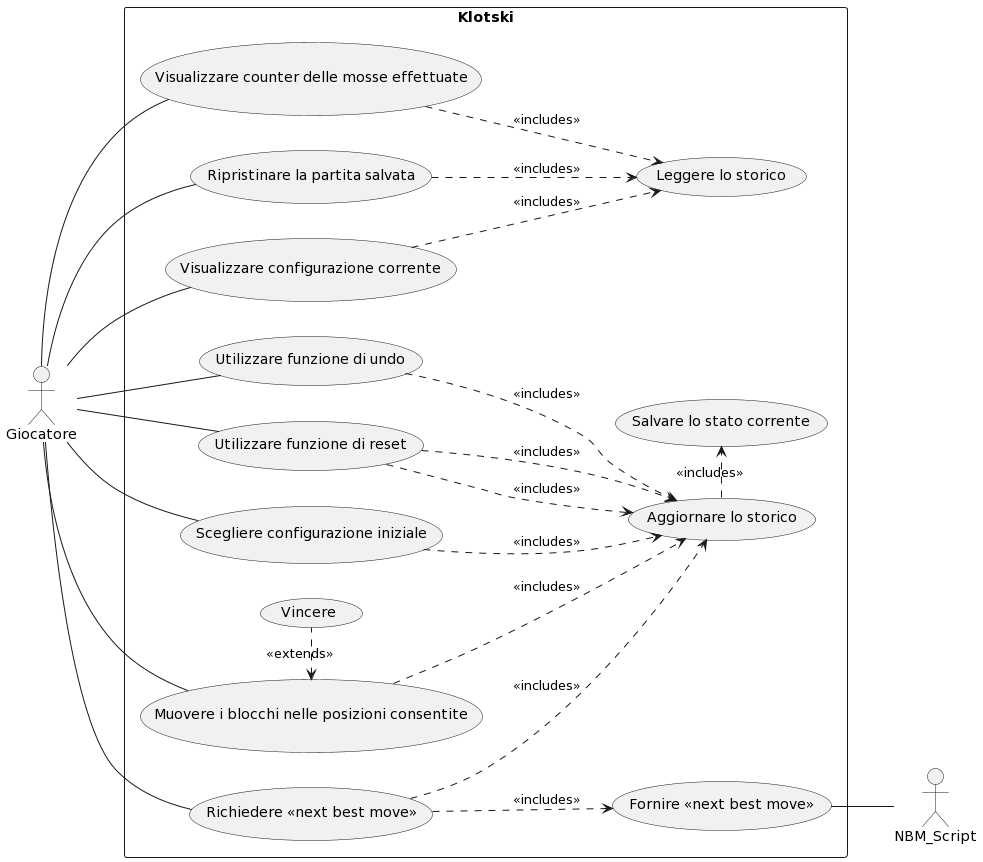 Klotski
Visualizzare counter delle mosse effettuate
«includes»
Ripristinare la partita salvata
«includes»
Leggere lo storico
«includes»
Visualizzare configurazione corrente
Utilizzare funzione di undo
«includes»
Giocatore
Salvare lo stato corrente
Utilizzare funzione di reset
«includes»
«includes»
«includes»
Aggiornare lo storico
Scegliere configurazione iniziale
«includes»
«includes»
Vincere
«extends»
«includes»
Muovere i blocchi nelle posizioni consentite
«includes»
Richiedere «next best move»
Fornire «next best move»
NBM_Script